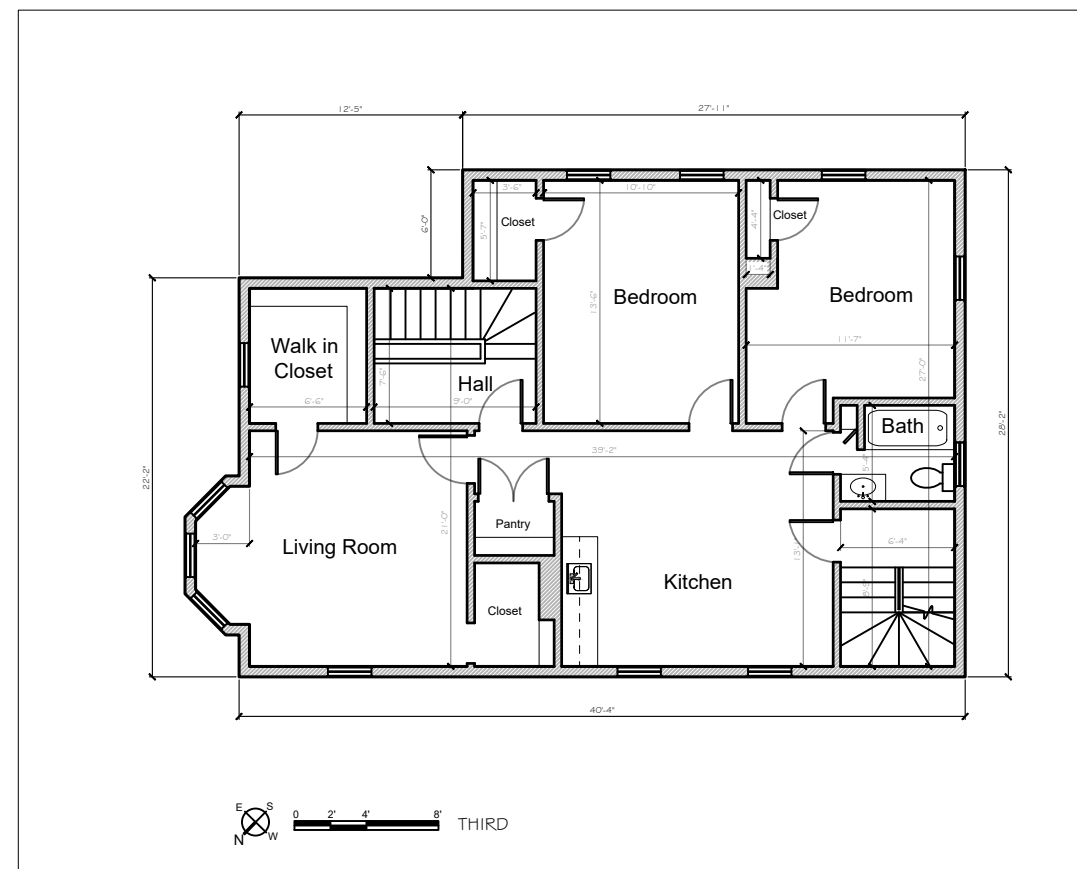 12'-5"
27'-11"
6'-0"
3'-6"
10'-10"
Closet
5'-7"
4'-4"
Closet
Bedroom
13'-6"
Bedroom
Walk in
Closet
Hall
7'-6"
6'-6"
9'-0"
11'-7"
27'-0"
28'-2"
22'-2"
39'-2"
Bath
5'-4"
Pantry
21'-0"
3'-0"
Living Room
6'-4"
Kitchen
Closet
40'-4"
E
S
N
W
0
2'
4'
8'
THIRD